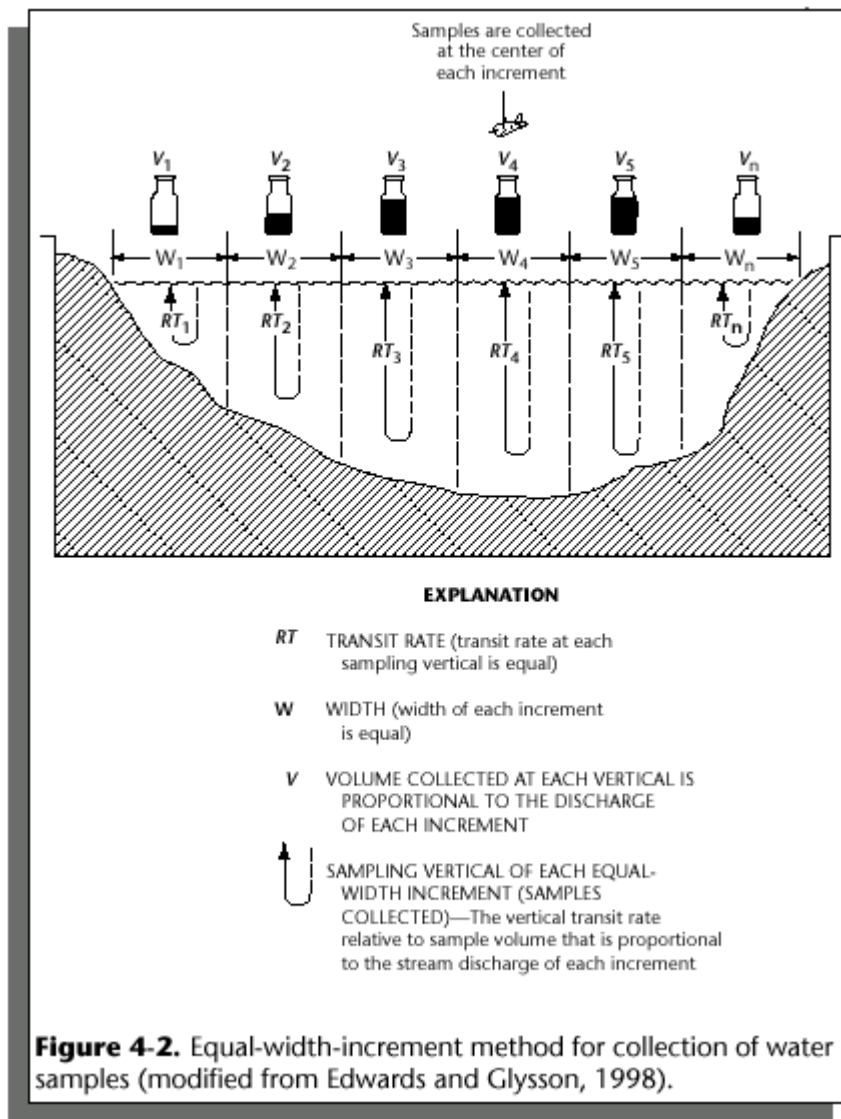 Samples are collected
at the center of
each increment
V1 V2 V3 V4 V5 Vn
W1 W2 W3 W4 W5 Wn
RT1 RT2 RT3 RT4 RT5 RTn
EXPLANATION
RT TRANSIT RATE (transit rate at each
sampling vertical is equal)
W WIDTH (width of each increment
is equal)
V VOLUME COLLECTED AT EACH VERTICAL IS
PROPORTIONAL TO THE DISCHARGE
OF EACH INCREMENT
SAMPLING VERTICAL OF EACH EQUAL-
WIDTH INCREMENT (SAMPLES
COLLECTED)—The vertical transit rate
relative to sample volume that is proportional
to the stream discharge of each increment
Figure 4-2. Equal-width-increment method for collection of water
samples (modified from Edwards and Glysson, 1998).